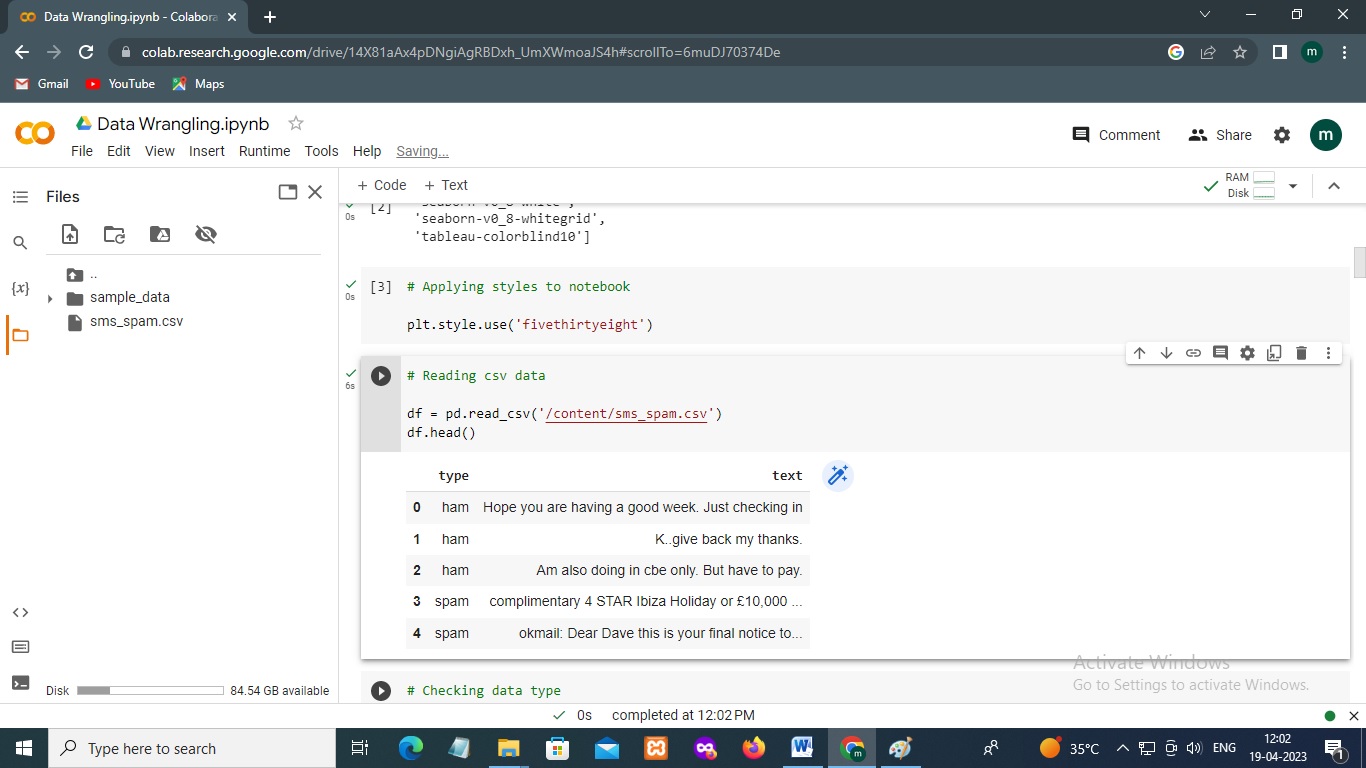 Data Wrangling.ipynb - Colabora
colab.research.google.com/drive/14X81aAx4pDNgiAgRBDxh_UmXWmoaJS4h#scrollTo=6muDJ70374De
m
Gmail
YouTube
Maps
Data Wrangling.ipynb
File Edit View Insert Runtime Tools Help Saving...
Comment
Share
m
Files
+ Code + Text
RAM
Disk
..
sample_data
sms_spam.csv
{x}
0s
[2]
'seaborn-v0_8-white',
'seaborn-v0_8-whitegrid',
'tableau-colorblind10']
0s
[3] # Applying styles to notebook
plt.style.use('fivethirtyeight')
6s
# Reading csv data
df = pd.read_csv('/content/sms_spam.csv')
df.head()
type text
0 ham Hope you are having a good week. Just checking in
1 ham K..give back my thanks.
2 ham Am also doing in cbe only. But have to pay.
3 spam complimentary 4 STAR Ibiza Holiday or £10,000 ...
4 spam okmail: Dear Dave this is your final notice to...
# Checking data type
Disk 84.54 GB available
Activate Windows
Go to Settings to activate Windows.
0s completed at 12:02 PM
Type here to search
35°C
ENG
12:02
19-04-2023
1